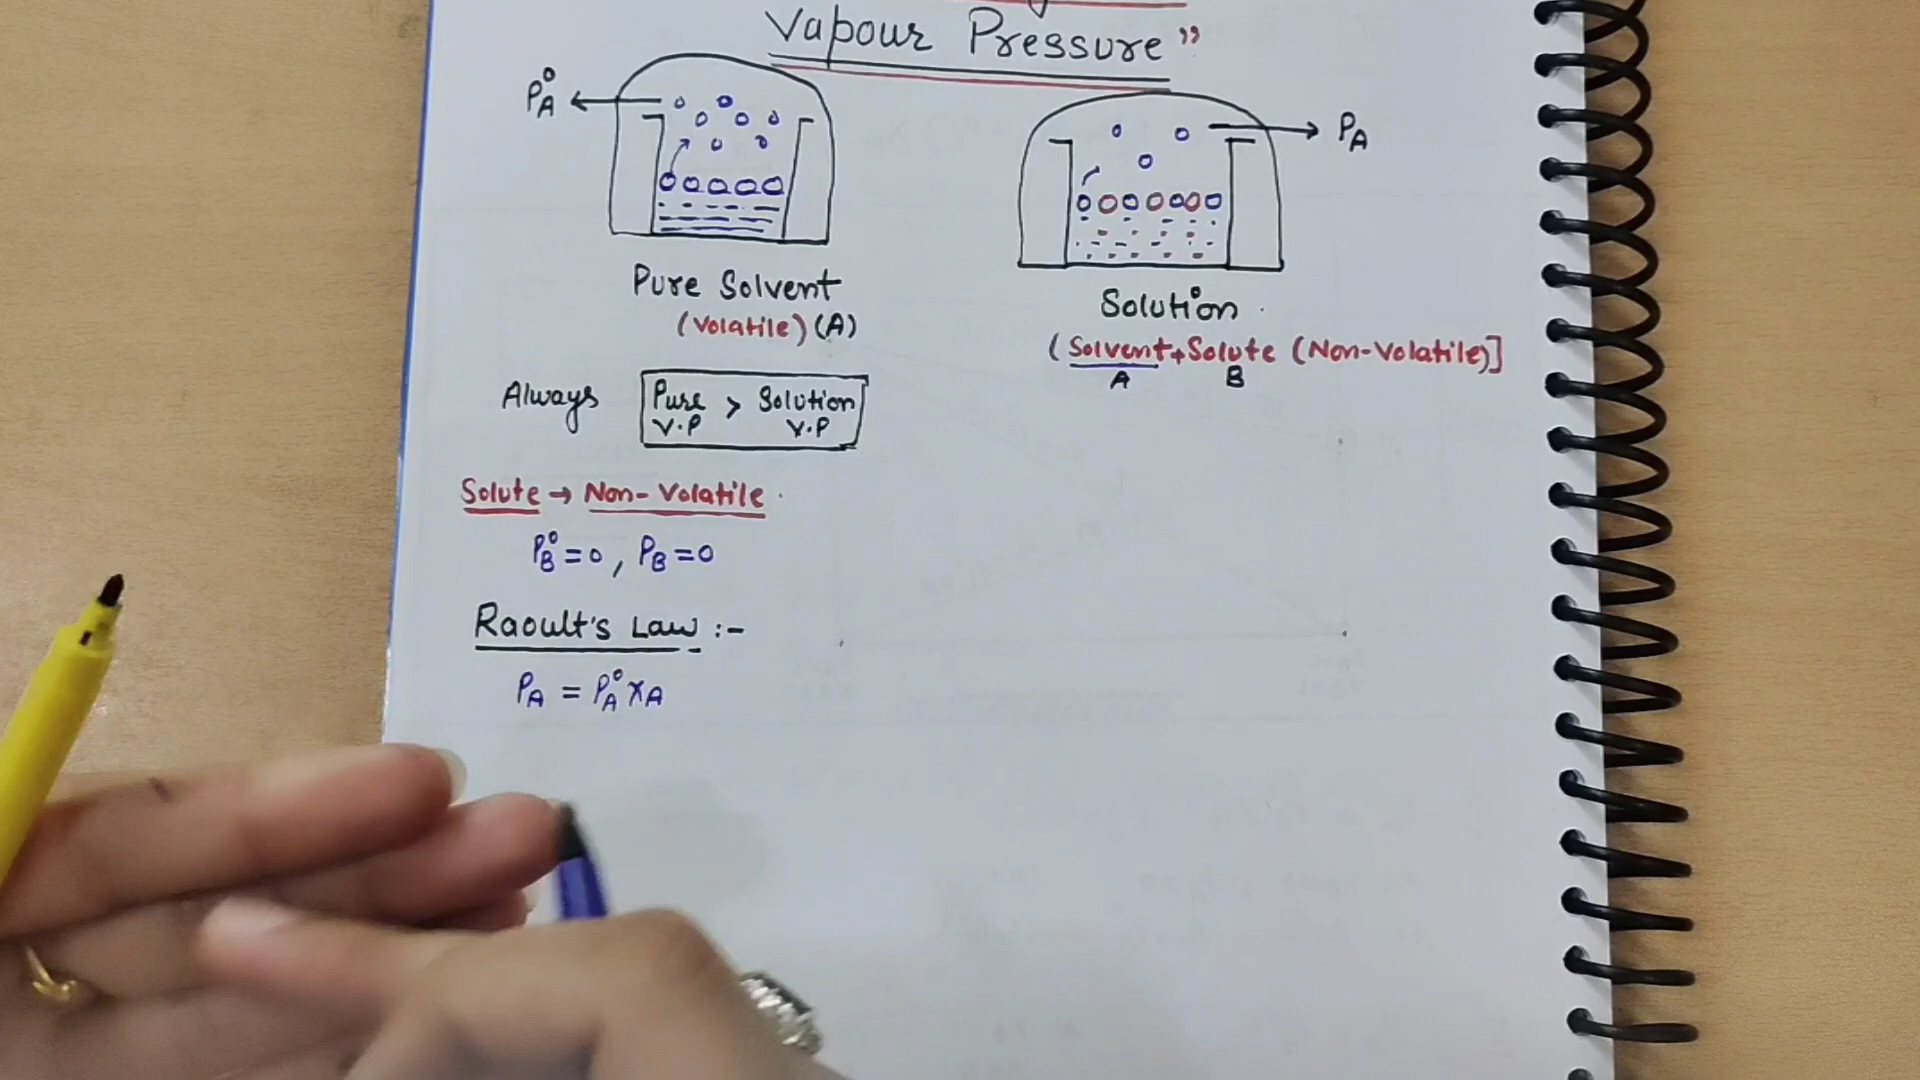 Vapour Pressure”
P°A
PA
Pure Solvent
(Volatile) (A)
Solution
(Solvent + Solute (Non-Volatile)]
A B
Always
Pure > Solution
V.P V.P
Solute → Non-Volatile
P°B = 0, PB = 0
Raoult's Law :-
PA = P°A XA